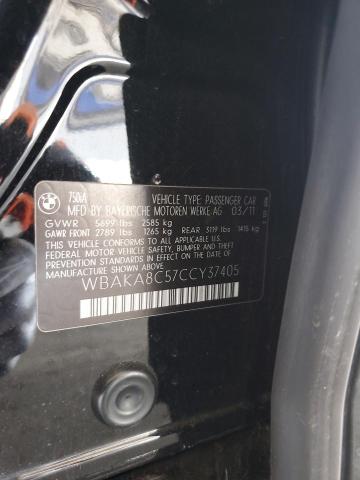 BMW
750iA VEHICLE TYPE: PASSENGER CAR
MFD BY BAYERISCHE MOTOREN WERKE AG 03/11
GVWR 5699 lbs 2585 kg
GAWR FRONT 2789 lbs 1265 kg REAR 3119 lbs 1415 kg
THIS VEHICLE CONFORMS TO ALL APPLICABLE
FEDERAL MOTOR VEHICLE SAFETY, BUMPER, AND
THEFT PREVENTION STANDARDS IN EFFECT ON THE
DATE OF MANUFACTURE SHOWN ABOVE.
WBAKA8C57CCY37405